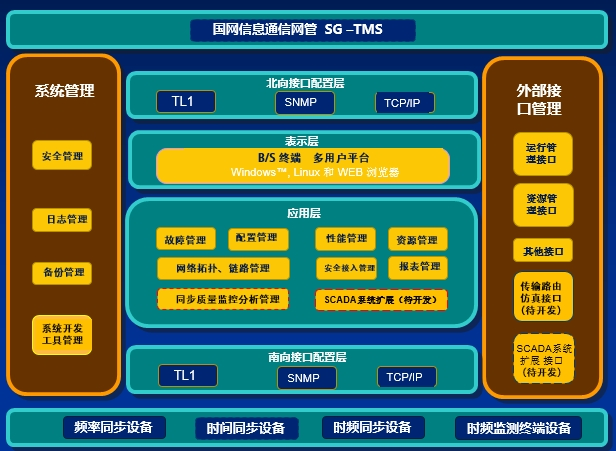 国网信息通信网管 SG –TMS
系统管理
安全管理
日志管理
备份管理
系统开发
工具管理
北向接口配置层
TL1 SNMP TCP/IP
表示层
B/S 终端 多用户平台
Windows™, Linux 和 WEB 浏览器
应用层
故障管理 配置管理 性能管理 资源管理
网络拓扑、链路管理 安全接入管理 报表管理
同步质量监控分析管理 SCADA系统扩展（待开发）
南向接口配置层
TL1 SNMP TCP/IP
外部接
口管理
运行管
理接口
资源管
理接口
其他接口
传输路由
仿真接口
（待开发）
SCADA系统
扩展 接口
（待开发）
频率同步设备 时间同步设备 时频同步设备 时频监测终端设备